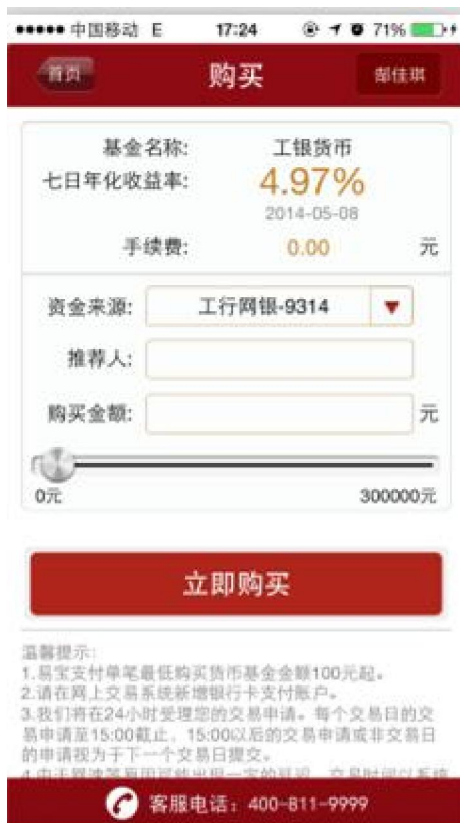 中国移动 E 17:24 71%
首页 购买 郜佳琪
基金名称: 工银货币
七日年化收益率: 4.97%
2014-05-08
手续费: 0.00 元
资金来源: 工行网银-9314
推荐人:
购买金额: 元
0元 300000元
立即购买
温馨提示:
1.易宝支付单笔最低购买货币基金金额100元起。
2.请在网上交易系统新增银行卡支付账户。
3.我们将在24小时受理您的交易申请。每个交易日的交
易申请至15:00截止，15:00以后的交易申请或非交易日
的申请视为于下一个交易日提交。
客服电话：400-811-9999